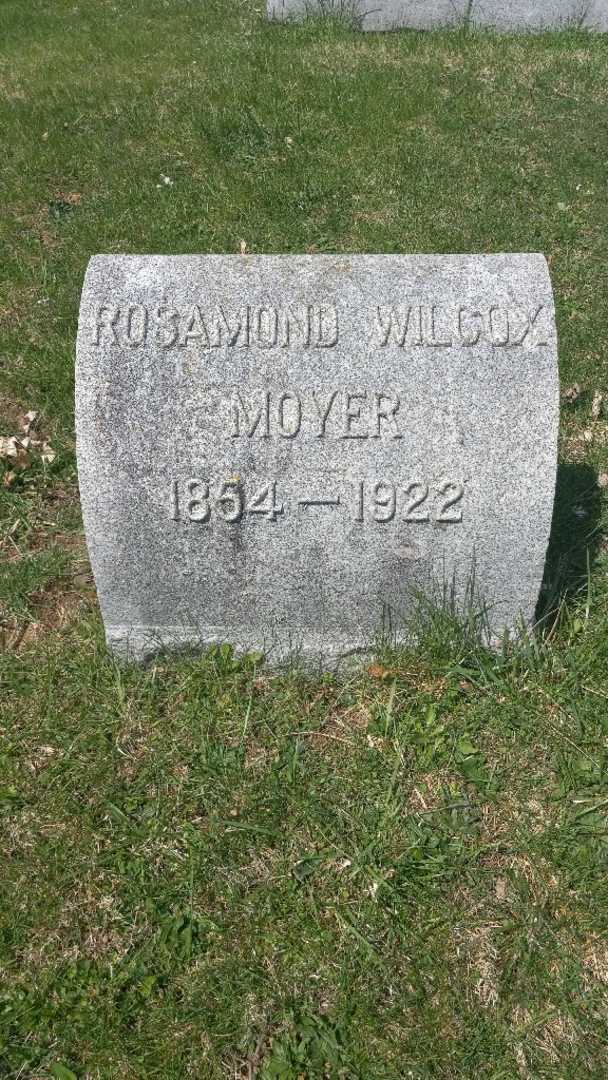 ROSAMOND WILCOX
MOYER
1854 — 1922